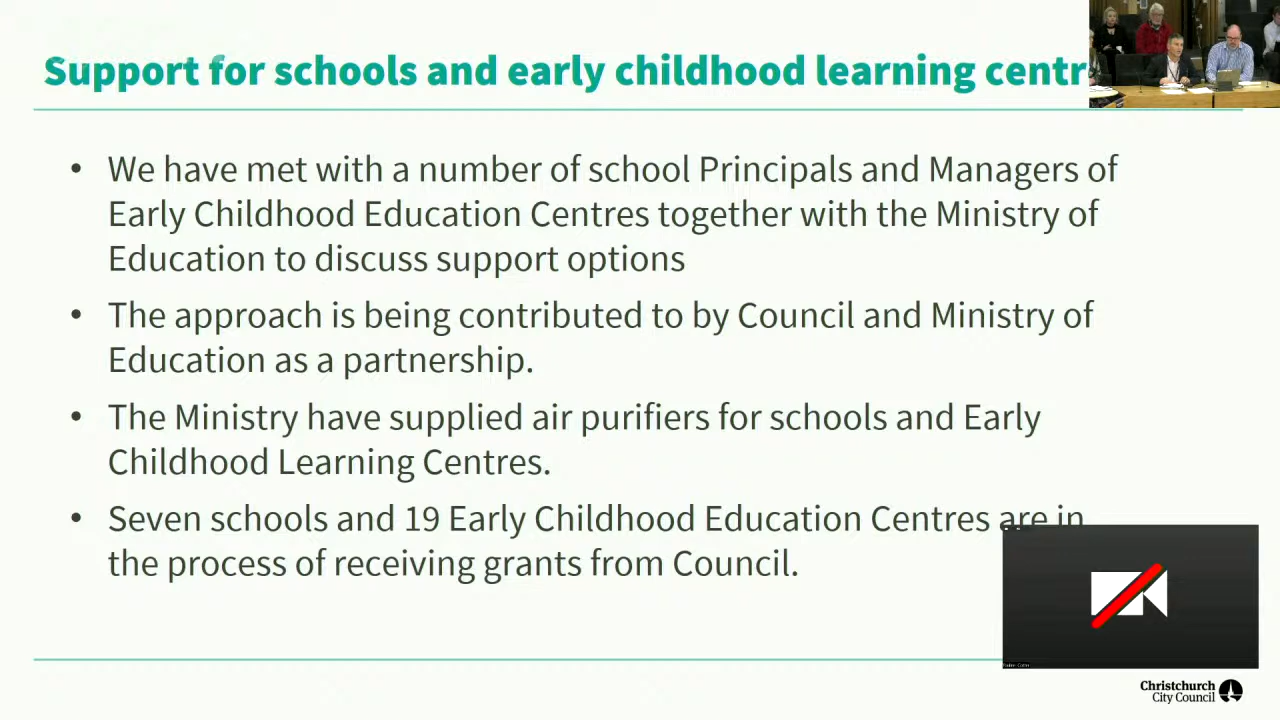 Support for schools and early childhood learning centr
• We have met with a number of school Principals and Managers of
Early Childhood Education Centres together with the Ministry of
Education to discuss support options
• The approach is being contributed to by Council and Ministry of
Education as a partnership.
• The Ministry have supplied air purifiers for schools and Early
Childhood Learning Centres.
• Seven schools and 19 Early Childhood Education Centres are in
the process of receiving grants from Council.
Christchurch
City Council